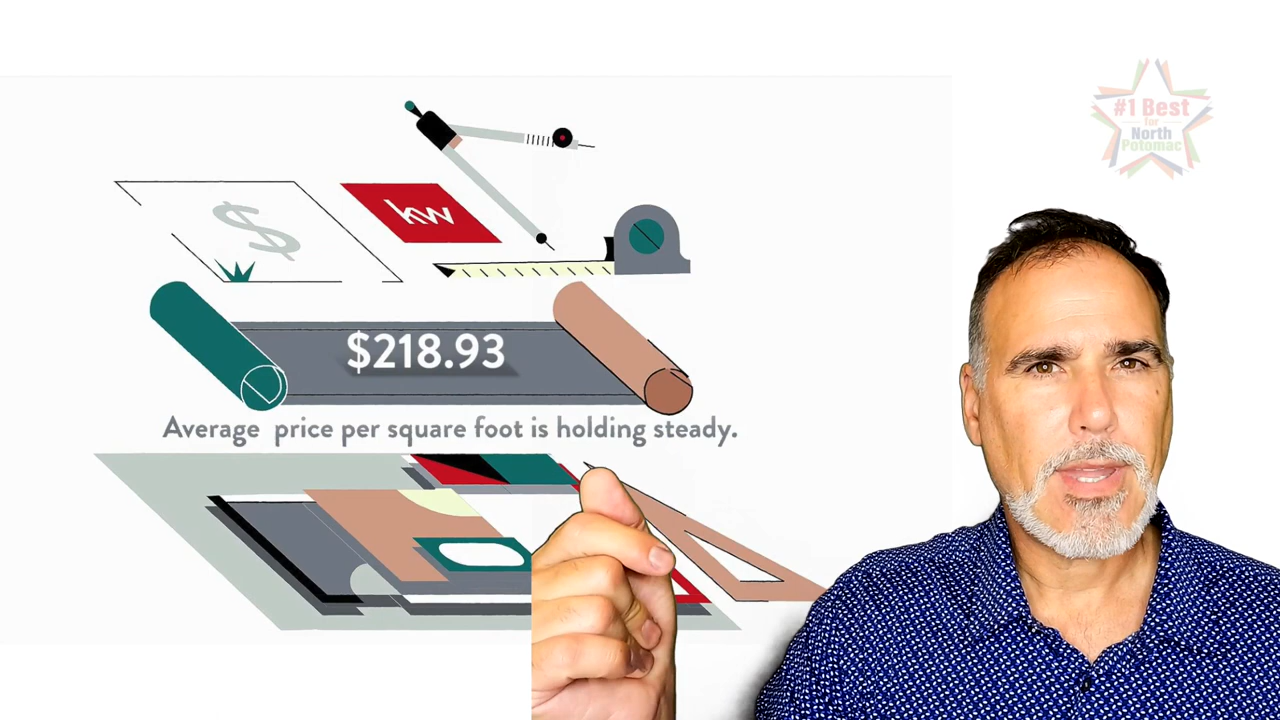 #1 Best
for
North
Potomac
$
kw
$218.93
Average price per square foot is holding steady.